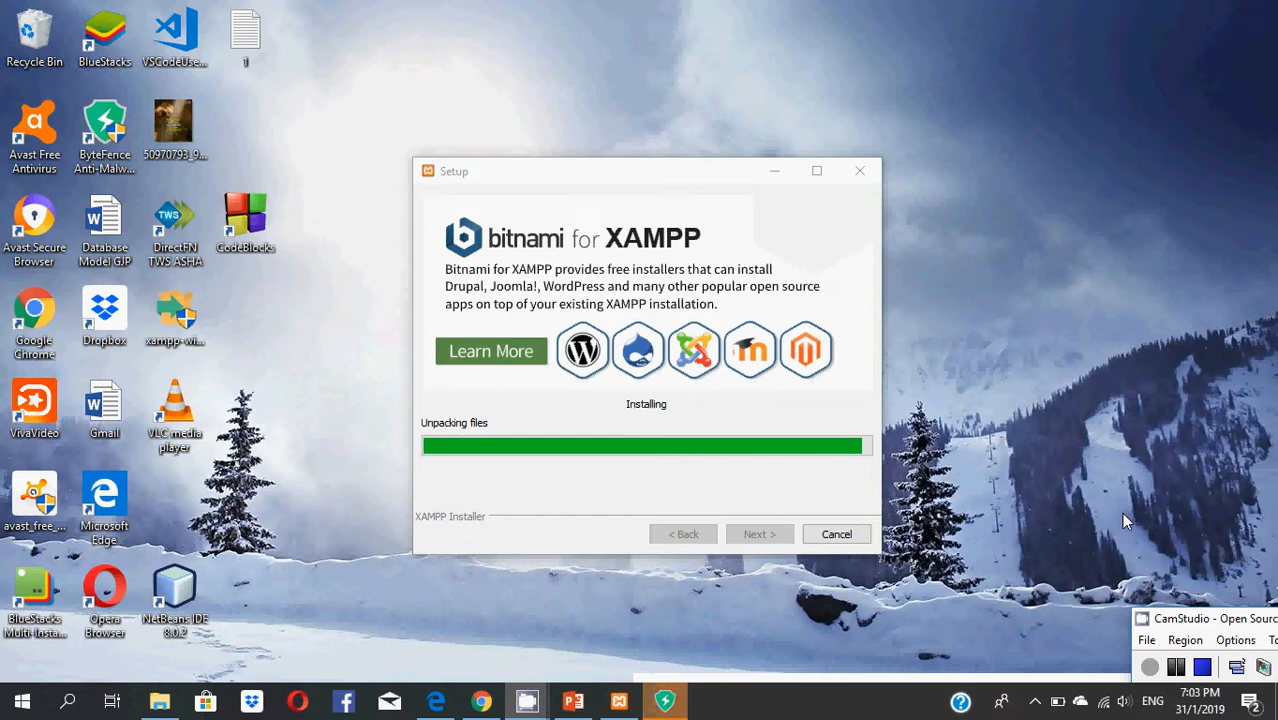 Recycle Bin
BlueStacks
VSCodeUse...
1
Avast Free
Antivirus
ByteFence
Anti-Malw...
50970793_9...
Avast Secure
Browser
Database
Model GJP
DirectFN
TWS ASHA
CodeBlocks
Google
Chrome
Dropbox
xampp-wi...
VivaVideo
Gmail
VLC media
player
avast_free_...
Microsoft
Edge
BlueStacks
Multi-Insta...
Opera
Browser
NetBeans IDE
8.0.2
Setup
bitnami for XAMPP
Bitnami for XAMPP provides free installers that can install
Drupal, Joomla!, WordPress and many other popular open source
apps on top of your existing XAMPP installation.
Learn More
Installing
Unpacking files
XAMPP Installer
< Back
Next >
Cancel
CamStudio - Open Sourc
File Region Options To
ENG
7:03 PM
31/1/2019
2